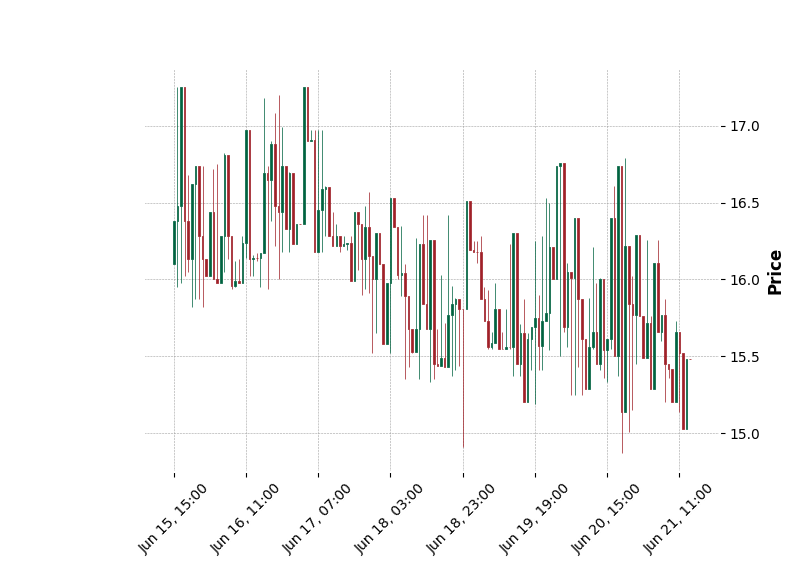 17.0
16.5
16.0
15.5
15.0
Price
Jun 15, 15:00
Jun 16, 11:00
Jun 17, 07:00
Jun 18, 03:00
Jun 18, 23:00
Jun 19, 19:00
Jun 20, 15:00
Jun 21, 11:00